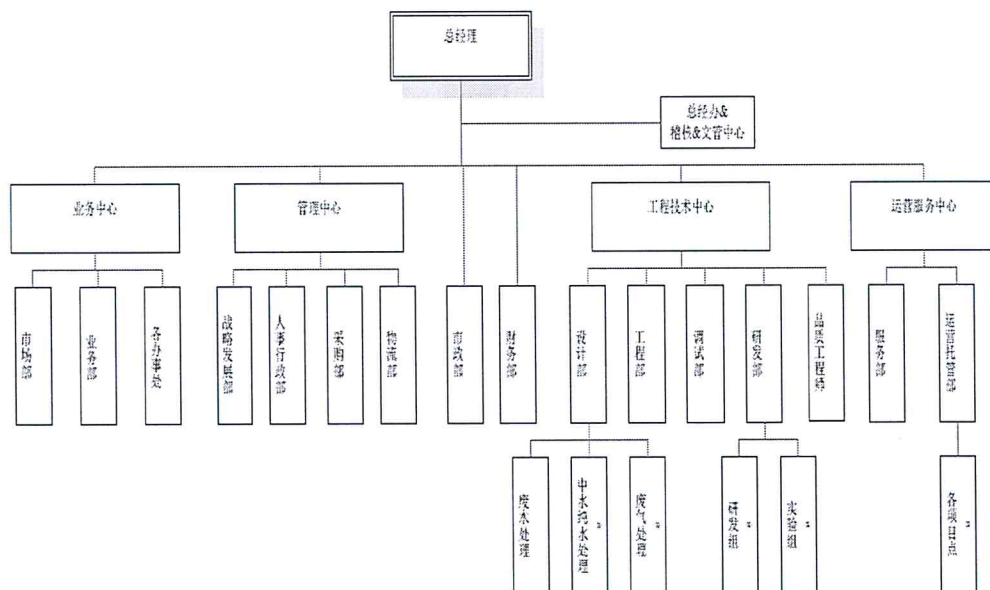 总经理
总经办&
稽核&文管中心
业务中心
管理中心
工程技术中心
运营服务中心
市场部
业务部
各办事处
战略发展部
人事行政部
采购部
物流部
市政部
财务部
设计部
工程部
调试部
研发部
品质工程师
服务部
运营托管部
废水处理
中水纯水处理
废气处理
研发组
实验组
各项目点